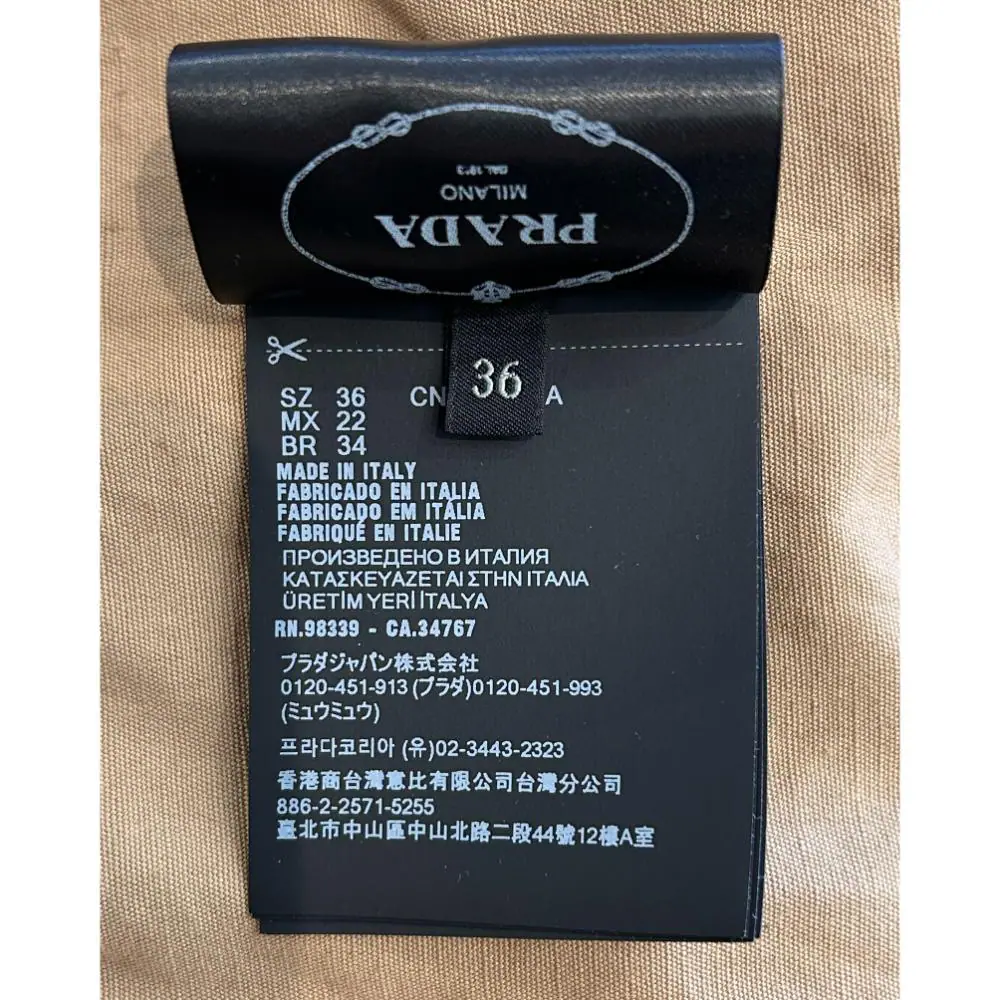 PRADA
MILANO
36
SZ 36 CN A
MX 22
BR 34
MADE IN ITALY
FABRICADO EN ITALIA
FABRICADO EM ITÁLIA
FABRIQUÉ EN ITALIE
ПРОИЗВЕДЕНО В ИТАЛИЯ
ΚΑΤΑΣΚΕΥΑΖΕΤΑΙ ΣΤΗΝ ΙΤΑΛΙΑ
ÜRETİM YERİ İTALYA
RN.98339 - CA.34767
プラダジャパン株式会社
0120-451-913 (プラダ)0120-451-993
(ミュウミュウ)
프라다코리아 (유)02-3443-2323
香港商台灣意比有限公司台灣分公司
886-2-2571-5255
臺北市中山區中山北路二段44號12樓A室